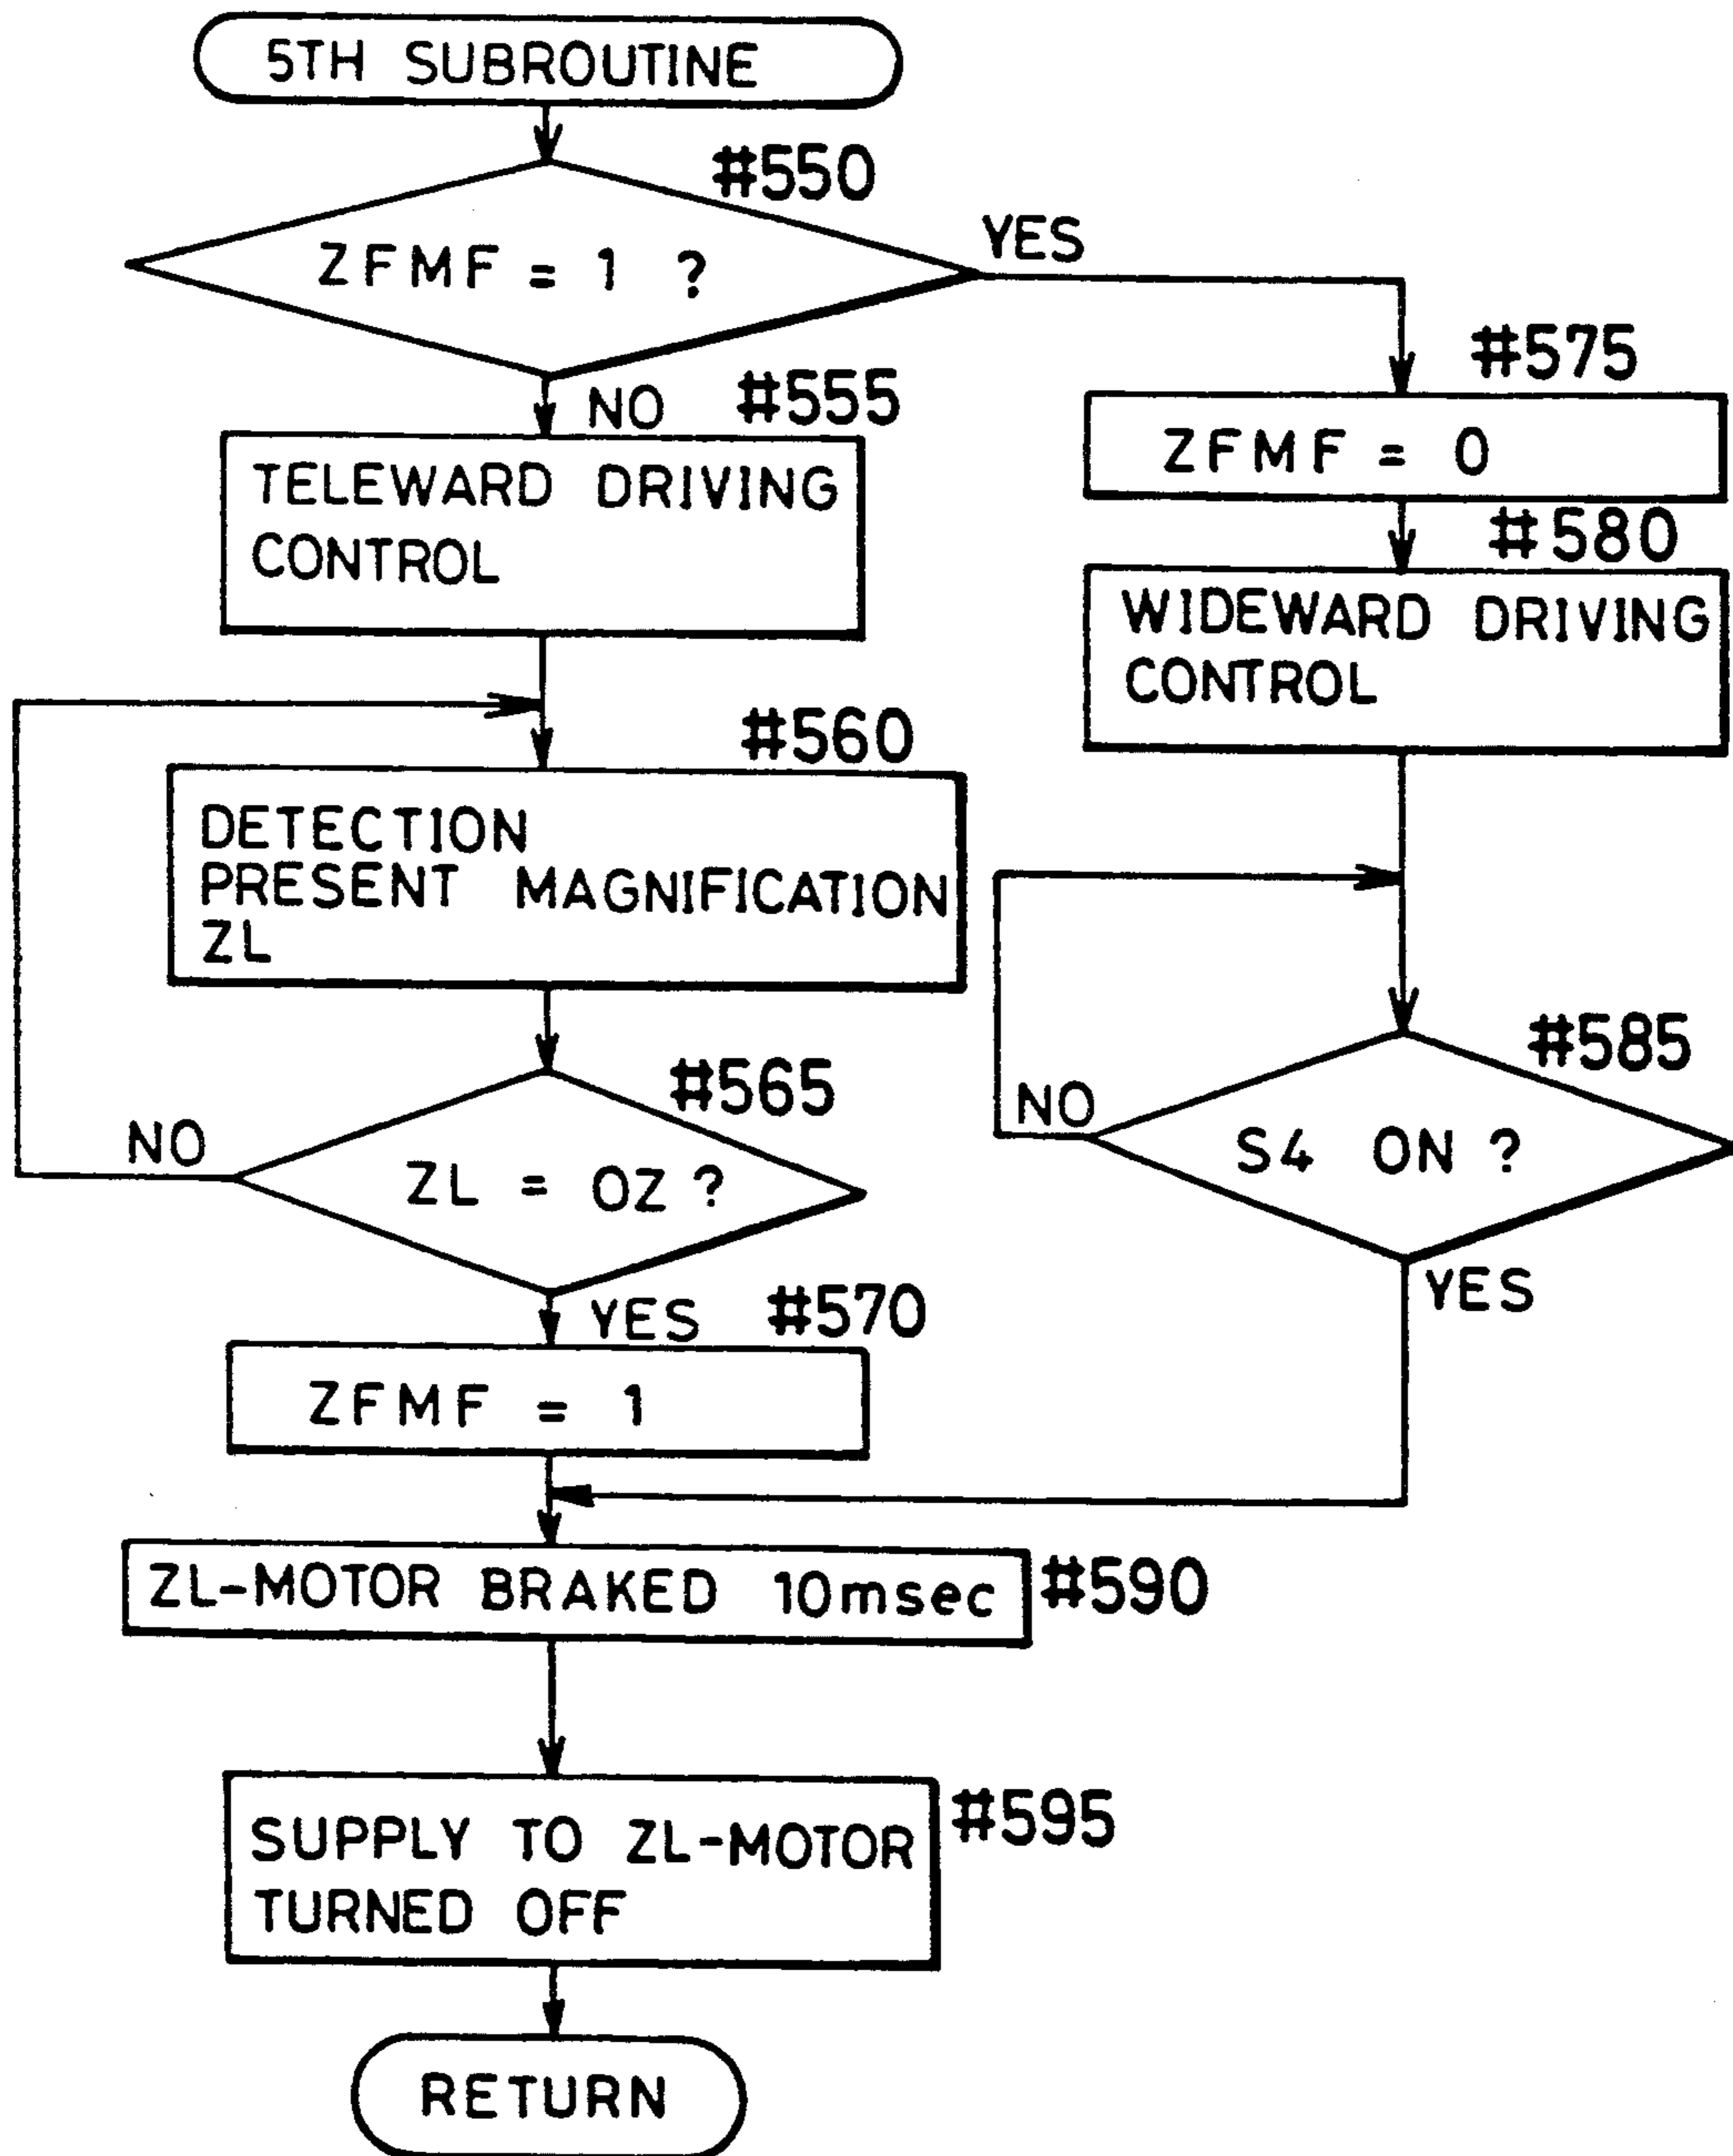 5TH SUBROUTINE
#550
ZFMF = 1 ?
YES
NO
#555
TELEWARD DRIVING
CONTROL
#560
DETECTION
PRESENT MAGNIFICATION
ZL
#565
NO
ZL = OZ ?
YES
#570
ZFMF = 1
#575
ZFMF = 0
#580
WIDEWARD DRIVING
CONTROL
#585
NO
S4 ON ?
YES
ZL-MOTOR BRAKED 10msec
#590
SUPPLY TO ZL-MOTOR
TURNED OFF
#595
RETURN